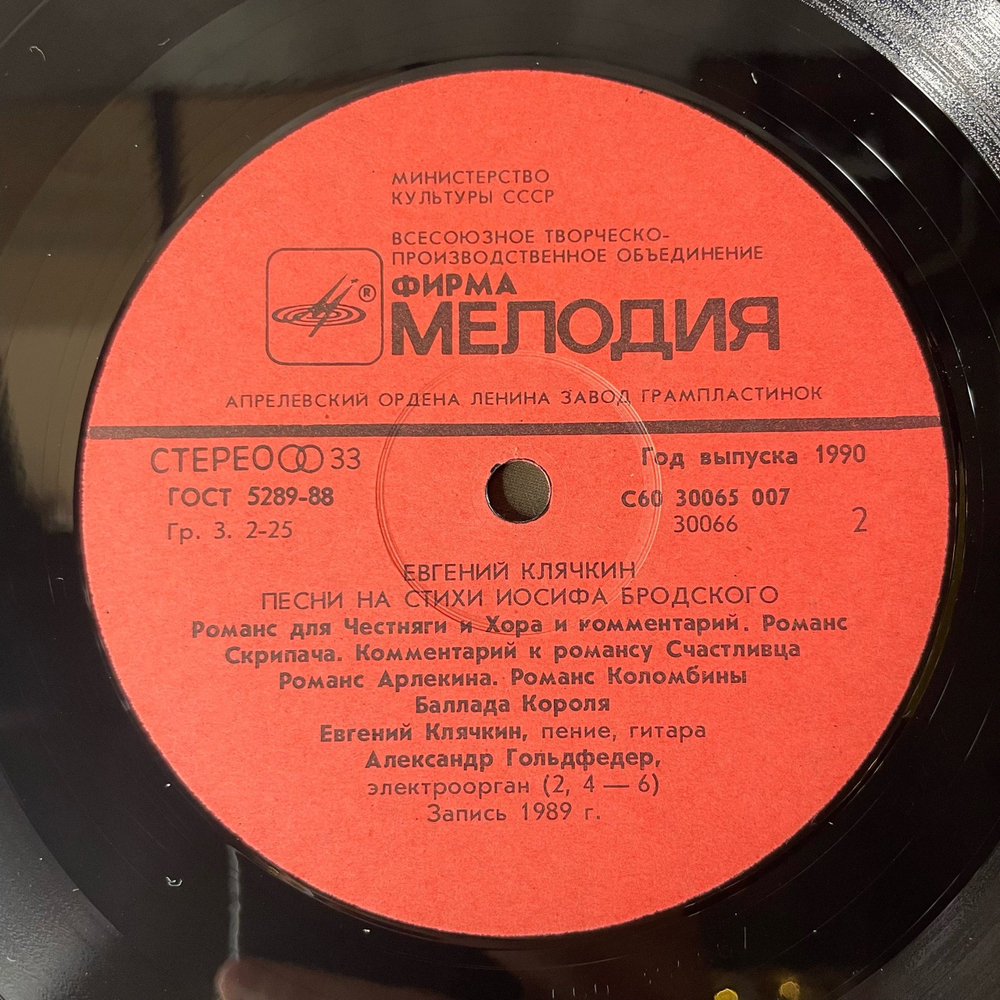 МИНИСТЕРСТВО
КУЛЬТУРЫ СССР
ВСЕСОЮЗНОЕ ТВОРЧЕСКО-
ПРОИЗВОДСТВЕННОЕ ОБЪЕДИНЕНИЕ
ФИРМА
®
МЕЛОДИЯ
АПРЕЛЕВСКИЙ ОРДЕНА ЛЕНИНА ЗАВОД ГРАМПЛАСТИНОК
СТЕРЕО 33
Год выпуска 1990
ГОСТ 5289-88
С60 30065 007
Гр. 3. 2-25
30066
2
ЕВГЕНИЙ КЛЯЧКИН
ПЕСНИ НА СТИХИ ИОСИФА БРОДСКОГО
Романс для Честняги и Хора и комментарий. Романс
Скрипача. Комментарий к романсу Счастливца
Романс Арлекина. Романс Коломбины
Баллада Короля
Евгений Клячкин, пение, гитара
Александр Гольдфедер,
электроорган (2, 4 — 6)
Запись 1989 г.